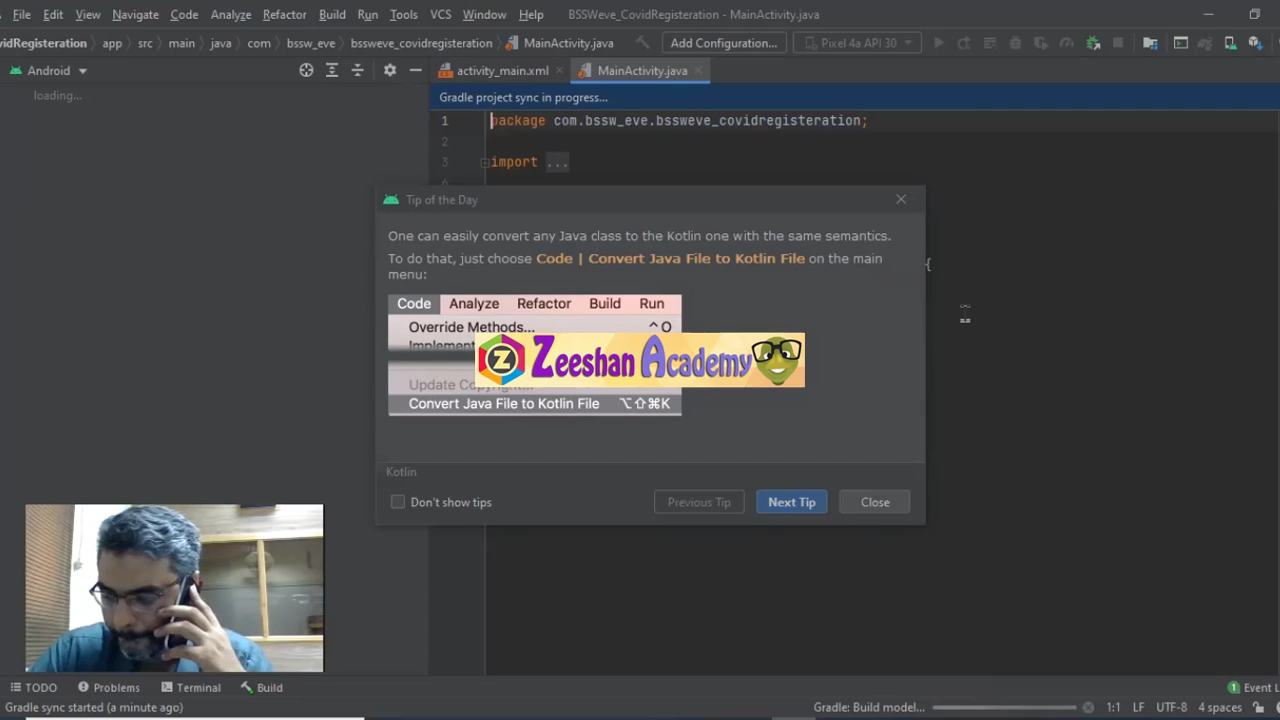 File Edit View Navigate Code Analyze Refactor Build Run Tools VCS Window Help BSSWeve_CovidRegisteration - MainActivity.java
vidRegisteration app src main java com bssw_eve bssweve_covidregisteration MainActivity.java Add Configuration... Pixel 4a API 30
Android activity_main.xml MainActivity.java
loading...
Gradle project sync in progress...
1 package com.bssw_eve.bssweve_covidregisteration;
2
3 import ...
Tip of the Day
One can easily convert any Java class to the Kotlin one with the same semantics.
To do that, just choose Code | Convert Java File to Kotlin File on the main
menu:
{
Code Analyze Refactor Build Run
Override Methods... ^O
Implement
Zeeshan Academy
Update Copyright...
Convert Java File to Kotlin File ⌥⇧⌘K
Kotlin
Don't show tips Previous Tip Next Tip Close
TODO Problems Terminal Build 1 Event L
Gradle sync started (a minute ago) Gradle: Build model... 1:1 LF UTF-8 4 spaces